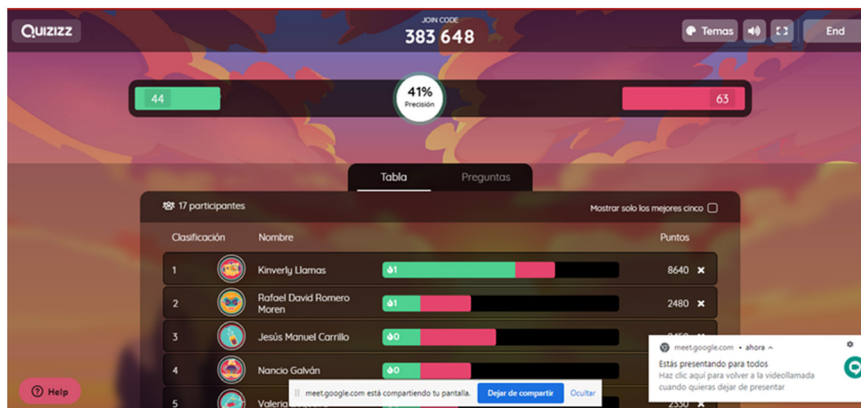 QUIZIZZ
JOIN CODE
383 648
Temas
End
44
41%
Precisión
63
Tabla
Preguntas
17 participantes
Mostrar solo los mejores cinco
Clasificación Nombre Puntos
1 Kinverly Llamas 1 8640
2 Rafael David Romero Moren 1 2480
3 Jesús Manuel Carrillo 0
4 Nancio Galván 0
5 Valeria
meet.google.com • ahora
Estás presentando para todos
Haz clic aquí para volver a la videollamada
cuando quieras dejar de presentar
meet.google.com está compartiendo tu pantalla.
Dejar de compartir
Ocultar
Help